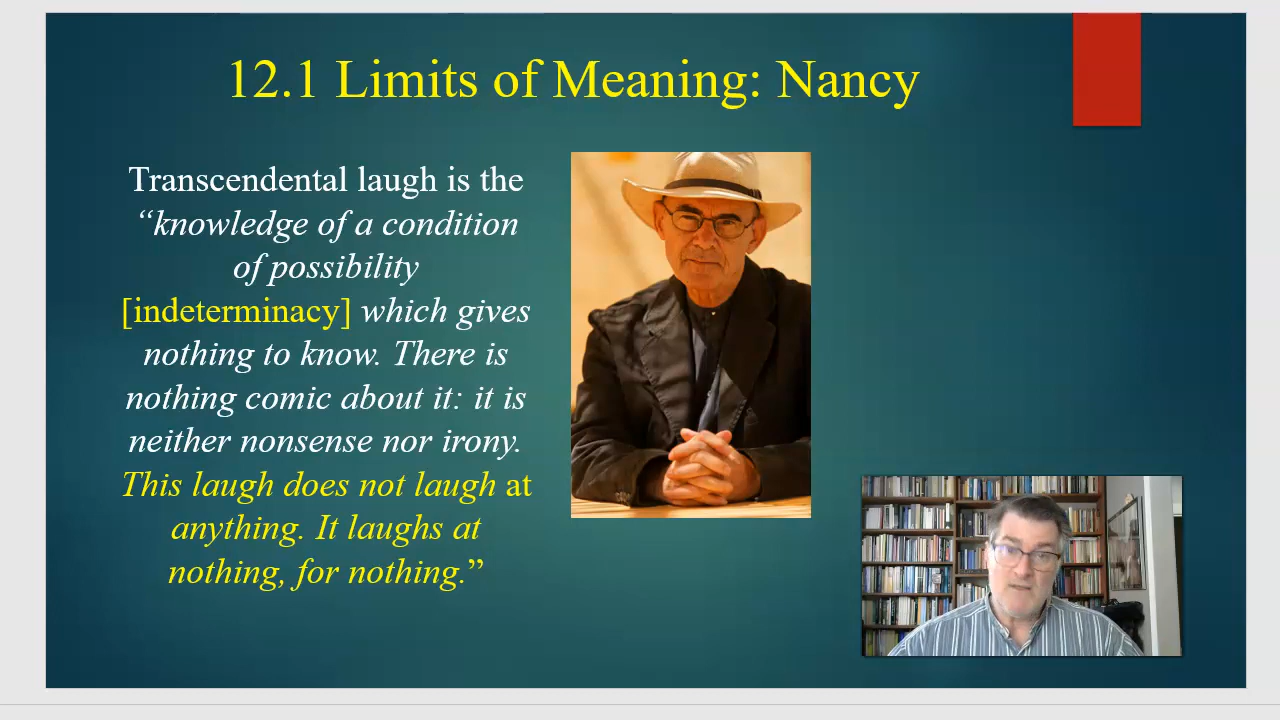 12.1 Limits of Meaning: Nancy
Transcendental laugh is the
“knowledge of a condition
of possibility
[indeterminacy] which gives
nothing to know. There is
nothing comic about it: it is
neither nonsense nor irony.
This laugh does not laugh at
anything. It laughs at
nothing, for nothing.”